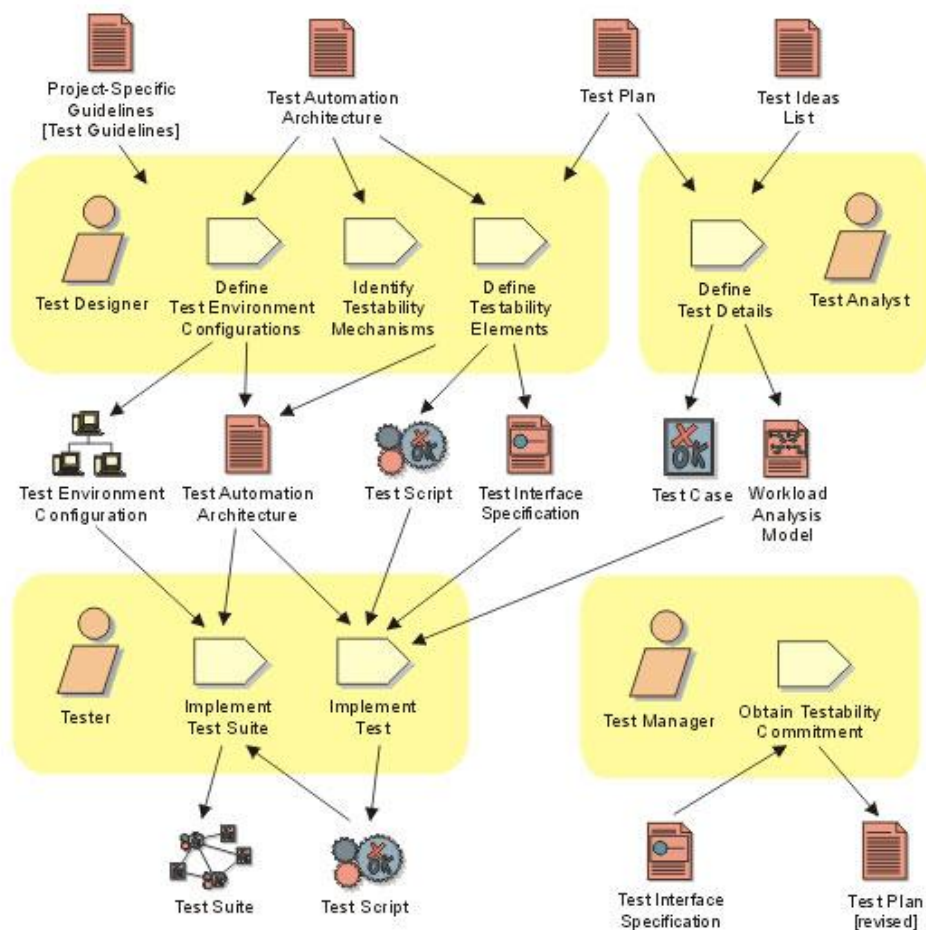 Project-Specific
Guidelines
[Test Guidelines]
Test Automation
Architecture
Test Plan
Test Ideas
List
Test Designer
Define
Test Environment
Configurations
Identify
Testability
Mechanisms
Define
Testability
Elements
Define
Test Details
Test Analyst
Test Environment
Configuration
Test Automation
Architecture
X
OK
Test Script
Test Interface
Specification
X
OK
Test Case
Workload
Analysis
Model
Tester
Implement
Test Suite
Implement
Test
Test Manager
Obtain Testability
Commitment
Test Suite
X
OK
Test Script
Test Interface
Specification
Test Plan
[revised]